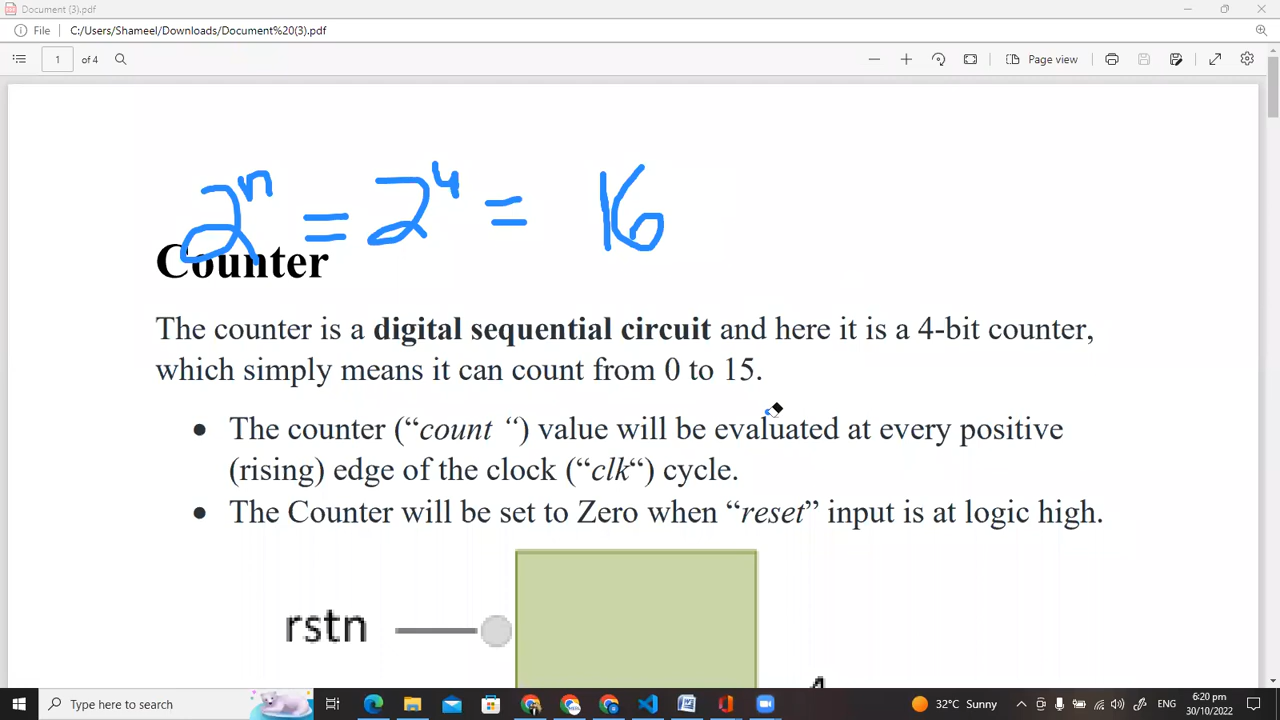 Document (3).pdf
File C:/Users/Shameel/Downloads/Document%20(3).pdf
1 of 4 Page view
2^n = 2^4 = 16
Counter
The counter is a digital sequential circuit and here it is a 4-bit counter,
which simply means it can count from 0 to 15.
• The counter (“count “) value will be evaluated at every positive
(rising) edge of the clock (“clk“) cycle.
• The Counter will be set to Zero when “reset” input is at logic high.
rstn
Type here to search 32°C Sunny ENG 6:20 pm
30/10/2022